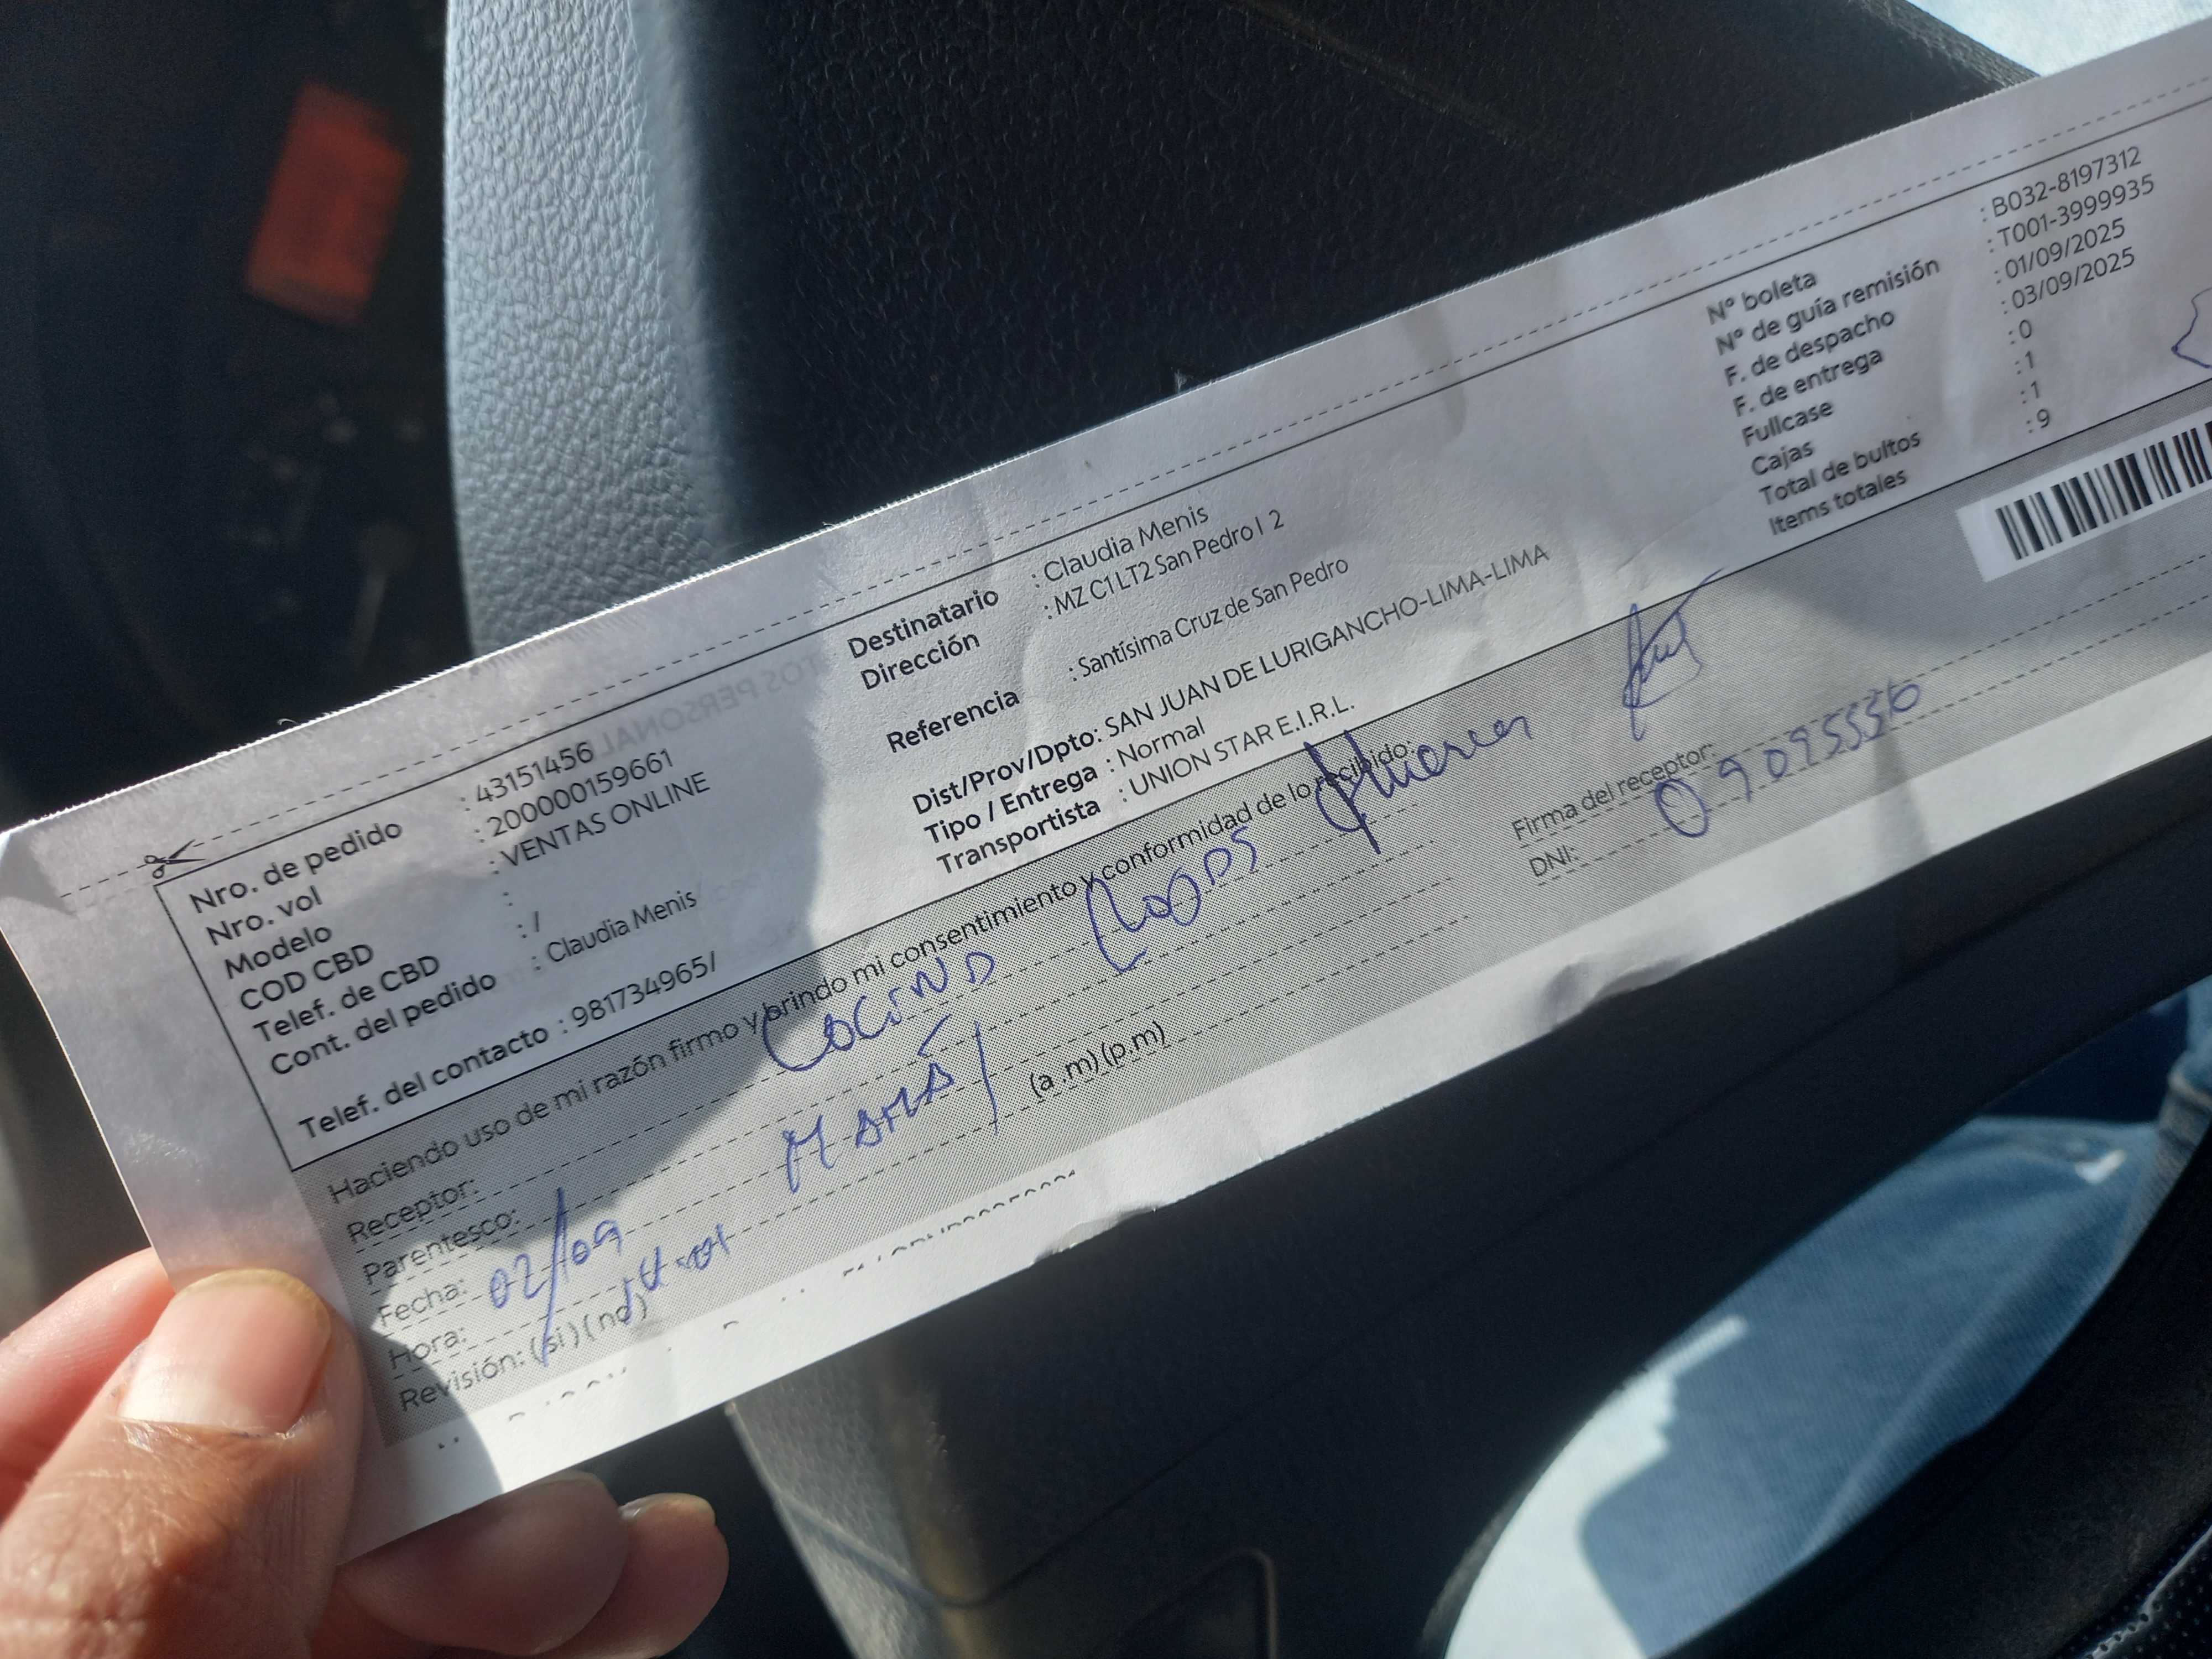 Nro. de pedido : 43151456
Nro. vol : 200000159661
Modelo : VENTAS ONLINE
COD CBD :
Telef. de CBD : /
Cont. del pedido : Claudia Menis
Telef. del contacto : 981734965/
Destinatario : Claudia Menis
Dirección : MZ C1 LT2 San Pedro I 2
Referencia : Santísima Cruz de San Pedro
Dist/Prov/Dpto: SAN JUAN DE LURIGANCHO-LIMA-LIMA
Tipo / Entrega : Normal
Transportista : UNION STAR E.I.R.L.
N° boleta : B032-8197312
N° de guía remisión : T001-3999935
F. de despacho : 01/09/2025
F. de entrega : 03/09/2025
Fullcase : 0
Cajas : 1
Total de bultos : 1
Items totales : 9
Haciendo uso de mi razón firmo y brindo mi consentimiento y conformidad de lo recibido:
Receptor:
Parentesco: MAMÁ
Fecha: 02/09
Hora: (a .m) (p.m)
Revisión: (si) (no)
Firma del receptor:
DNI: 09095556